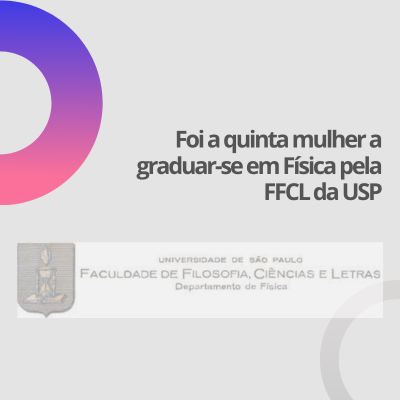 Foi a quinta mulher a
graduar-se em Física pela
FFCL da USP
UNIVERSIDADE DE SÃO PAULO
FACULDADE DE FILOSOFIA, CIÊNCIAS E LETRAS
Departamento de Física